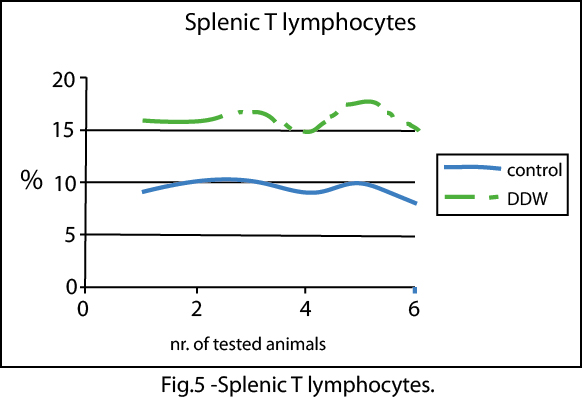 Splenic T lymphocytes
20
15
%
10
5
0
0 2 4 6
nr. of tested animals
control
DDW
Fig.5 -Splenic T lymphocytes.